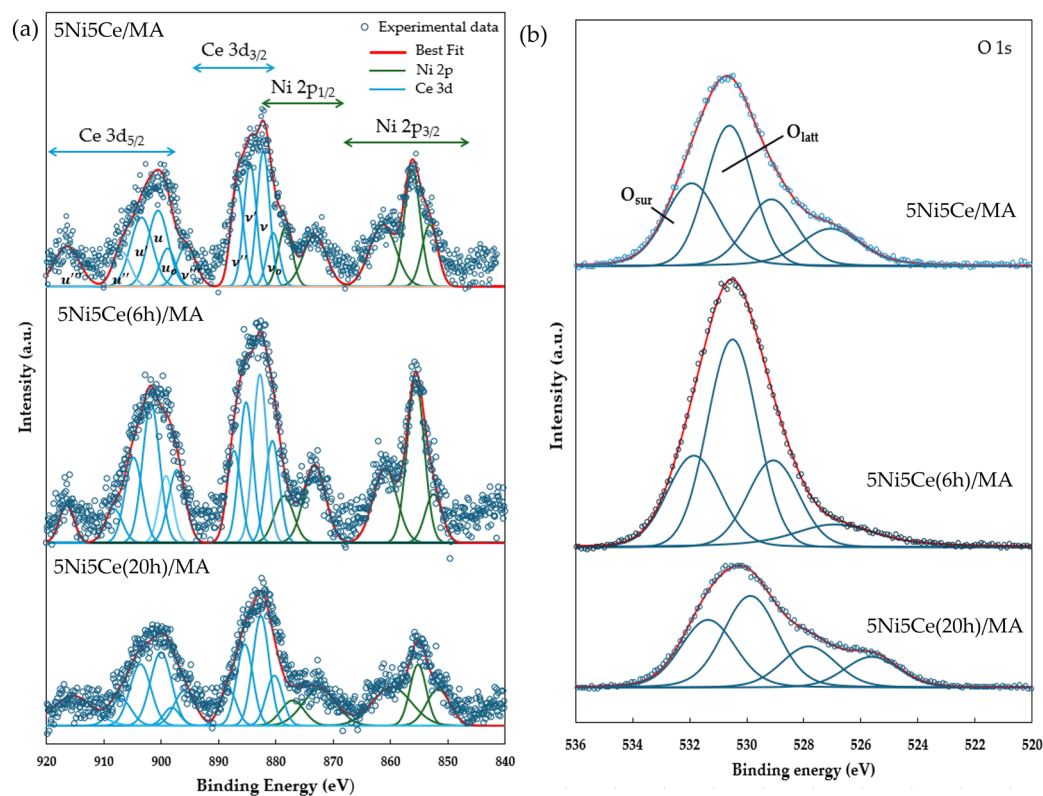 (a)
5Ni5Ce/MA
Experimental data
Best Fit
Ni 2p
Ce 3d
Ce 3d3/2
Ni 2p1/2
Ce 3d5/2
Ni 2p3/2
u'''
u''
u'
u
uo
v'''
v''
v'
v
vo
5Ni5Ce(6h)/MA
5Ni5Ce(20h)/MA
Intensity (a.u.)
920 910 900 890 880 870 860 850 840
Binding Energy (eV)
(b)
O 1s
Olatt
Osur
5Ni5Ce/MA
5Ni5Ce(6h)/MA
5Ni5Ce(20h)/MA
Intensity (a.u.)
536 534 532 530 528 526 524 522 520
Binding energy (eV)